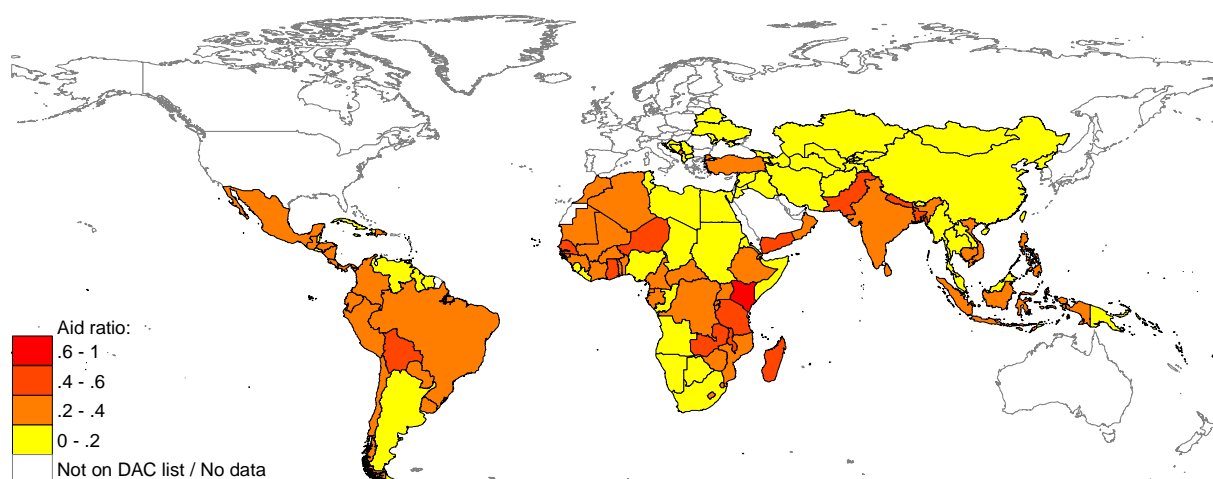 Aid ratio:
.6 - 1
.4 - .6
.2 - .4
0 - .2
Not on DAC list / No data